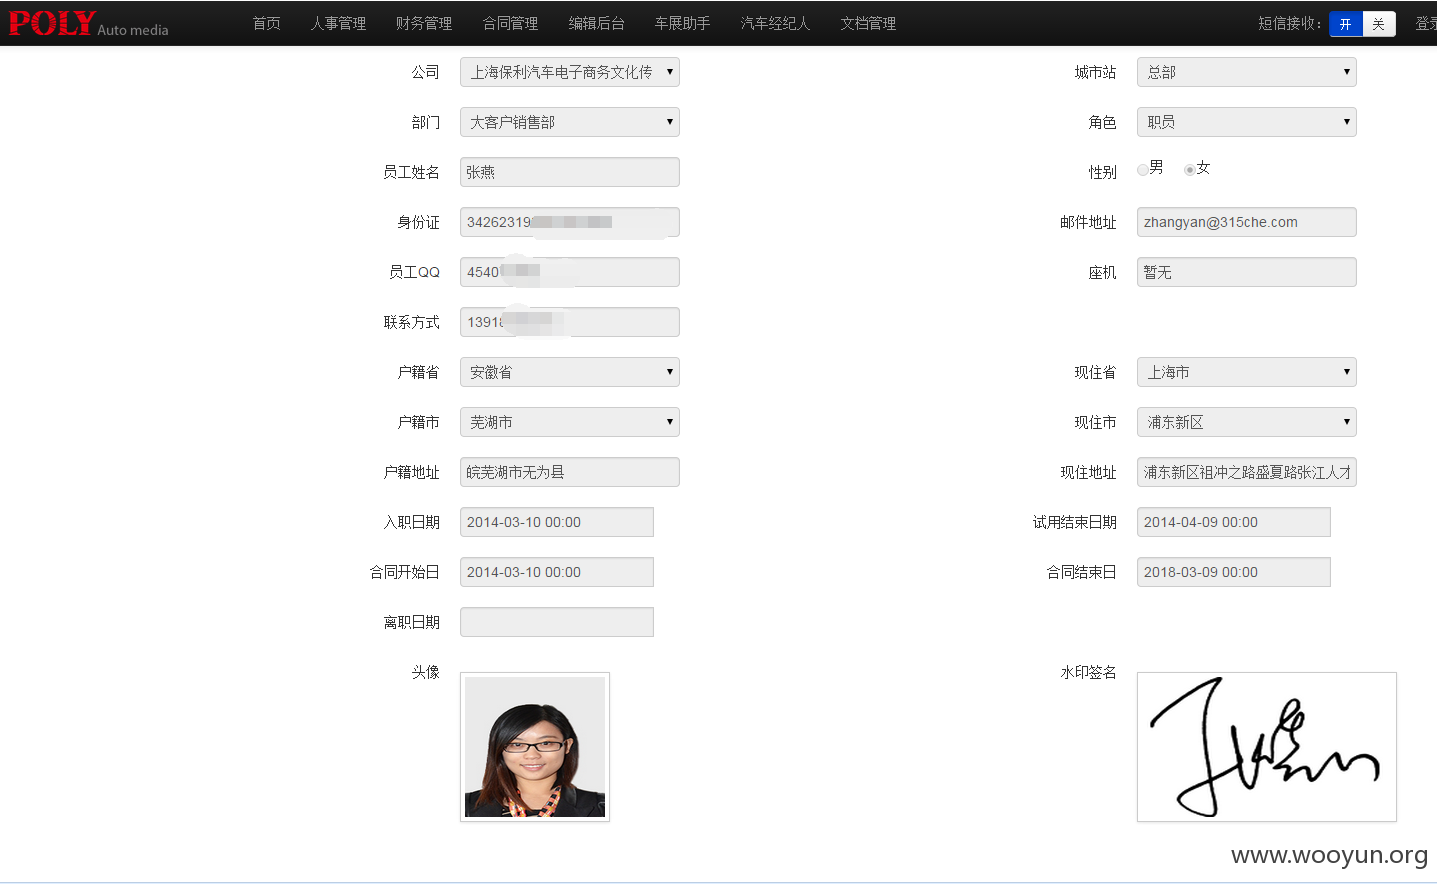 POLY Auto media 首页 人事管理 财务管理 合同管理 编辑后台 车展助手 汽车经纪人 文档管理 短信接收： 开 关 登录
公司 上海保利汽车电子商务文化传 城市站 总部
部门 大客户销售部 角色 职员
员工姓名 张燕 性别 男 女
身份证 34262319 邮件地址 zhangyan@315che.com
员工QQ 4540 座机 暂无
联系方式 1391
户籍省 安徽省 现住省 上海市
户籍市 芜湖市 现住市 浦东新区
户籍地址 皖芜湖市无为县 现住地址 浦东新区祖冲之路盛夏路张江人才
入职日期 2014-03-10 00:00 试用结束日期 2014-04-09 00:00
合同开始日 2014-03-10 00:00 合同结束日 2018-03-09 00:00
离职日期
头像 水印签名
www.wooyun.org